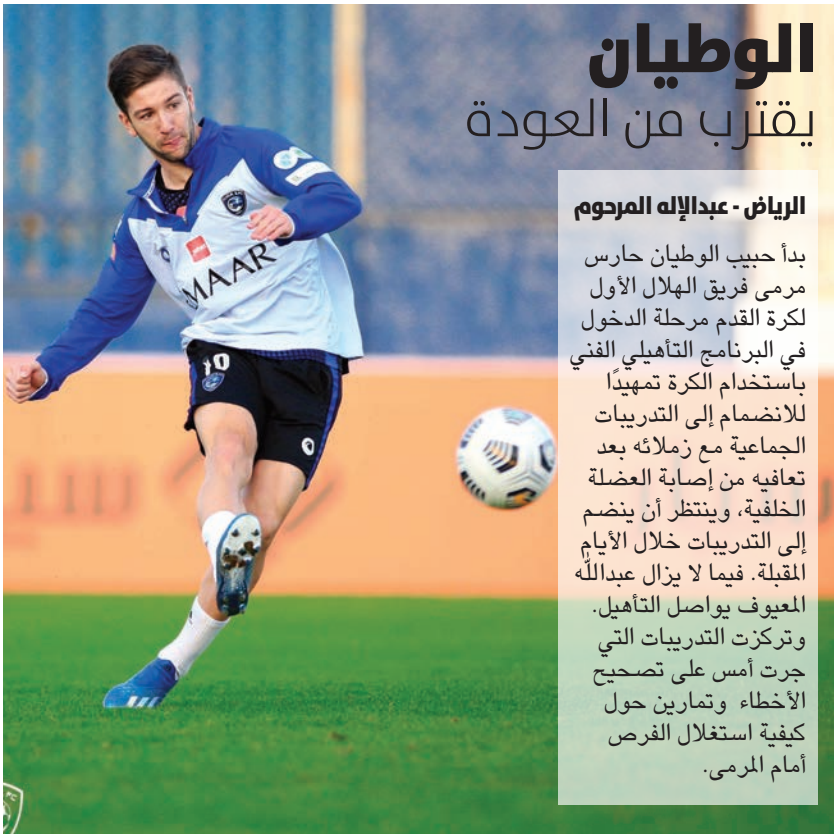 الوطيان
يقترب من العودة
الرياض - عبدالإله المرحوم
بدأ حبيب الوطيان حارس
مرمى فريق الهلال الأول
لكرة القدم مرحلة الدخول
في البرنامج التأهيلي الفني
باستخدام الكرة تمهيدًا
للانضمام إلى التدريبات
الجماعية مع زملائه بعد
تعافيه من إصابة العضلة
الخلفية، وينتظر أن ينضم
إلى التدريبات خلال الأيام
المقبلة. فيما لا يزال عبدالله
المعيوف يواصل التأهيل.
وتركزت التدريبات التي
جرت أمس على تصحيح
الأخطاء وتمارين حول
كيفية استغلال الفرص
أمام المرمى.
EMAAR
10